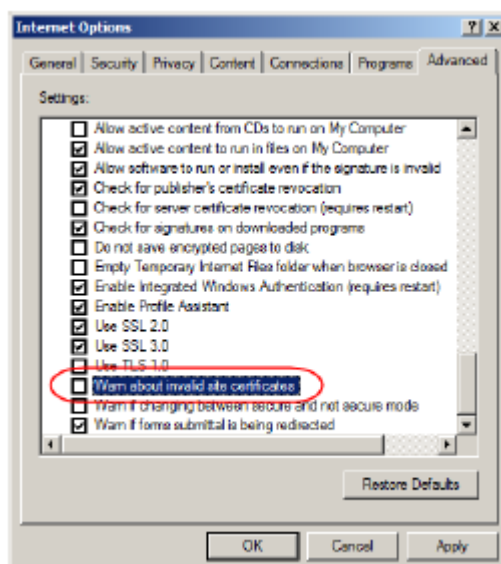 Internet Options
General Security Privacy Content Connections Programs Advanced
Settings:
Allow active content from CDs to run on My Computer
Allow active content to run in files on My Computer
Allow software to run or install even if the signature is invalid
Check for publisher's certificate revocation
Check for server certificate revocation (requires restart)
Check for signatures on downloaded programs
Do not save encrypted pages to disk
Empty Temporary Internet Files folder when browser is closed
Enable Integrated Windows Authentication (requires restart)
Enable Profile Assistant
Use SSL 2.0
Use SSL 3.0
Use TLS 1.0
Warn about invalid site certificates
Warn if changing between secure and not secure mode
Warn if forms submittal is being redirected
Restore Defaults
OK Cancel Apply